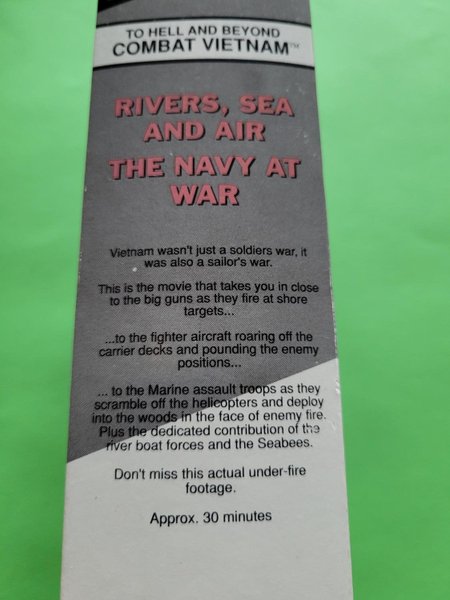 TO HELL AND BEYOND
COMBAT VIETNAM™
RIVERS, SEA
AND AIR
THE NAVY AT
WAR
Vietnam wasn't just a soldiers war, it
was also a sailor's war.
This is the movie that takes you in close
to the big guns as they fire at shore
targets...
...to the fighter aircraft roaring off the
carrier decks and pounding the enemy
positions...
... to the Marine assault troops as they
scramble off the helicopters and deploy
into the woods in the face of enemy fire.
Plus the dedicated contribution of the
river boat forces and the Seabees.
Don't miss this actual under-fire
footage.
Approx. 30 minutes